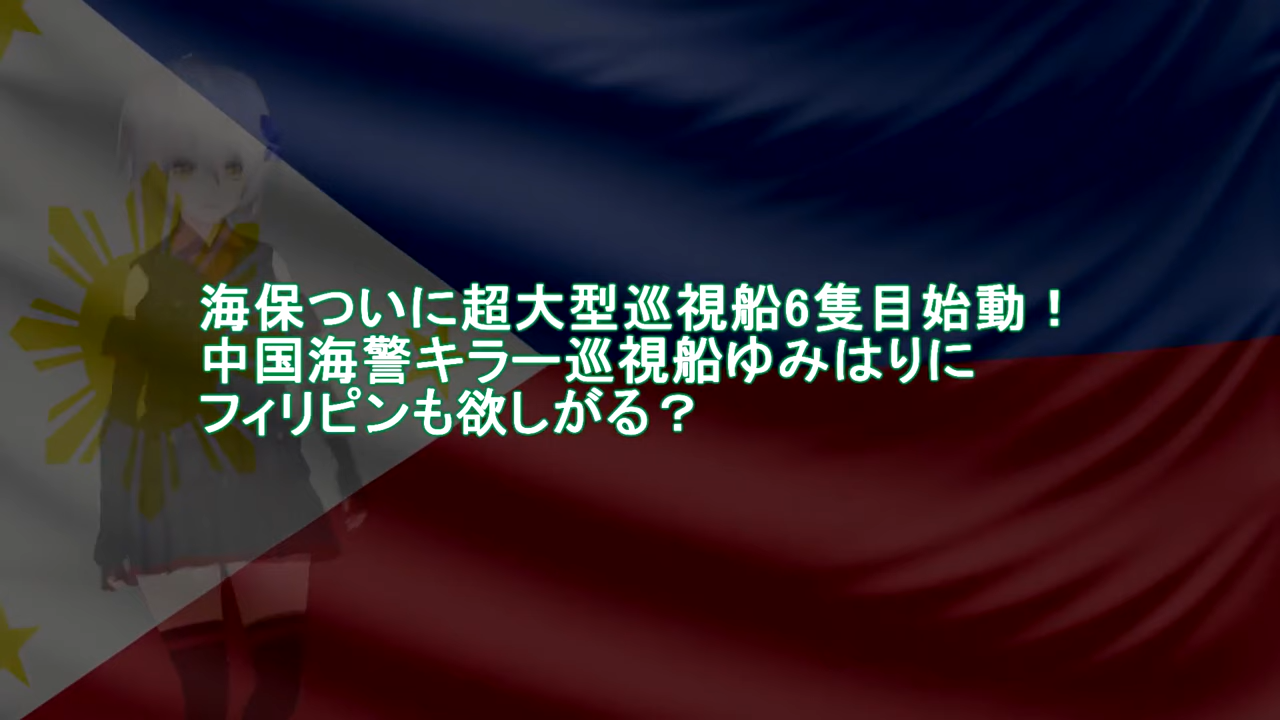 海保ついに超大型巡視船6隻目始動！
中国海警キラー巡視船ゆみはりに
フィリピンも欲しがる？